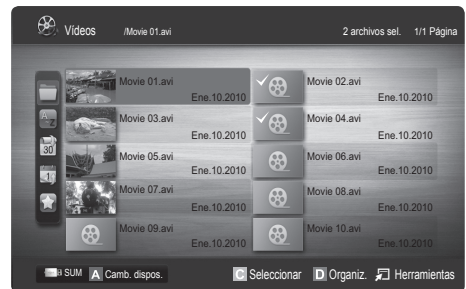 Vídeos /Movie 01.avi 2 archivos sel. 1/1 Página
Movie 01.avi Movie 02.avi
Ene.10.2010 Ene.10.2010
Movie 03.avi Movie 04.avi
Ene.10.2010 Ene.10.2010
Movie 05.avi Movie 06.avi
Ene.10.2010 Ene.10.2010
Movie 07.avi Movie 08.avi
Ene.10.2010 Ene.10.2010
Movie 09.avi Movie 10.avi
Ene.10.2010 Ene.10.2010
A Z
30
SUM A Camb. dispos. C Seleccionar D Organiz. Herramientas